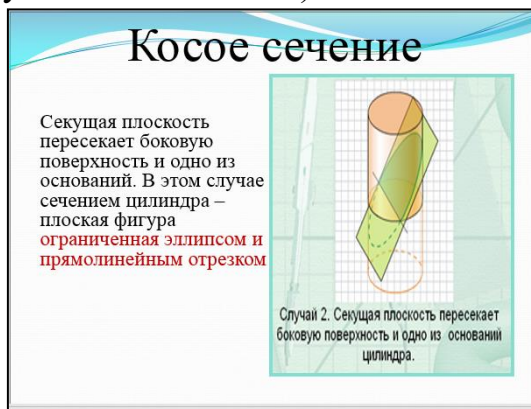 Косое сечение
Секущая плоскость
пересекает боковую
поверхность и одно из
оснований. В этом случае
сечением цилиндра –
плоская фигура
ограниченная эллипсом и
прямолинейным отрезком
Случай 2. Секущая плоскость пересекает
боковую поверхность и одно из оснований
цилиндра.